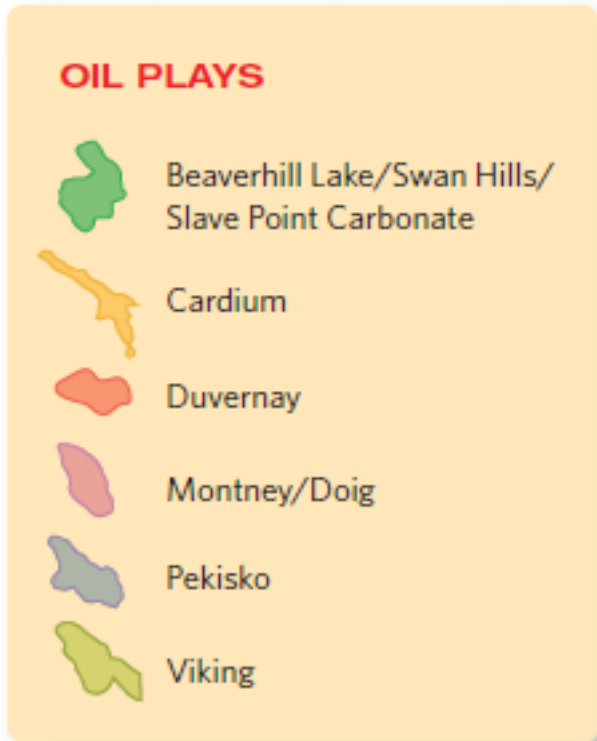 OIL PLAYS
Beaverhill Lake/Swan Hills/
Slave Point Carbonate
Cardium
Duvernay
Montney/Doig
Pekisko
Viking